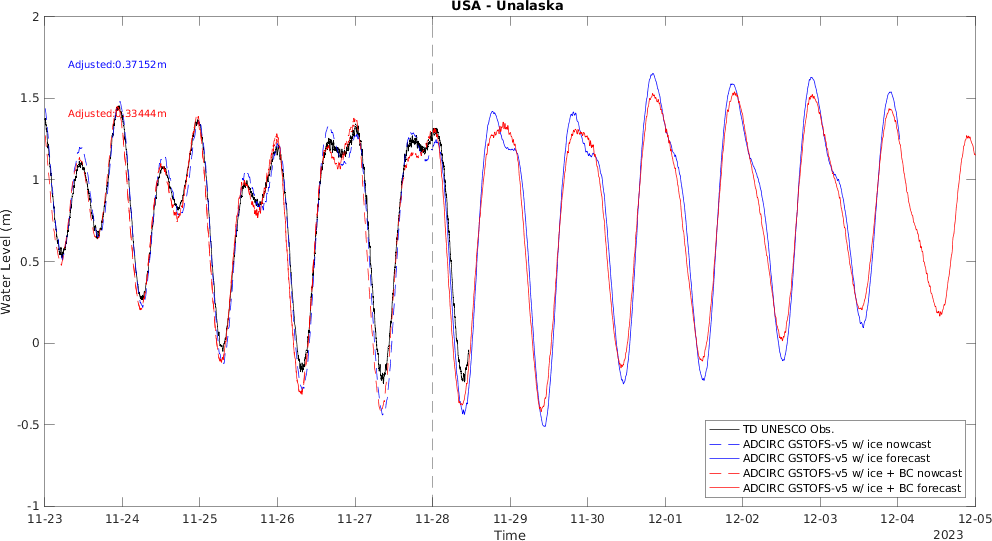 USA - Unalaska
2
1.5
1
0.5
0
-0.5
-1
Water Level (m)
Adjusted:0.37152m
Adjusted: 33444m
11-23
11-24
11-25
11-26
11-27
11-28
11-29
11-30
12-01
12-02
12-03
12-04
12-05
Time
2023
TD UNESCO Obs.
ADCIRC GSTOFS-v5 w/ ice nowcast
ADCIRC GSTOFS-v5 w/ ice forecast
ADCIRC GSTOFS-v5 w/ ice + BC nowcast
ADCIRC GSTOFS-v5 w/ ice + BC forecast